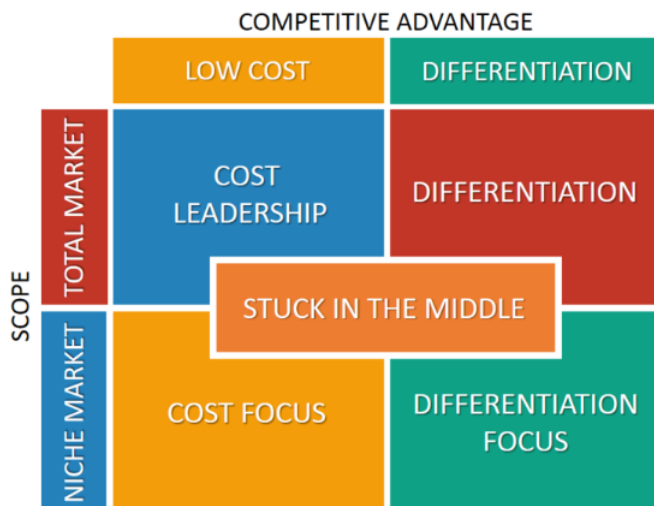 COMPETITIVE ADVANTAGE
LOW COST
DIFFERENTIATION
SCOPE
TOTAL MARKET
COST
LEADERSHIP
DIFFERENTIATION
STUCK IN THE MIDDLE
NICHE MARKET
COST FOCUS
DIFFERENTIATION
FOCUS